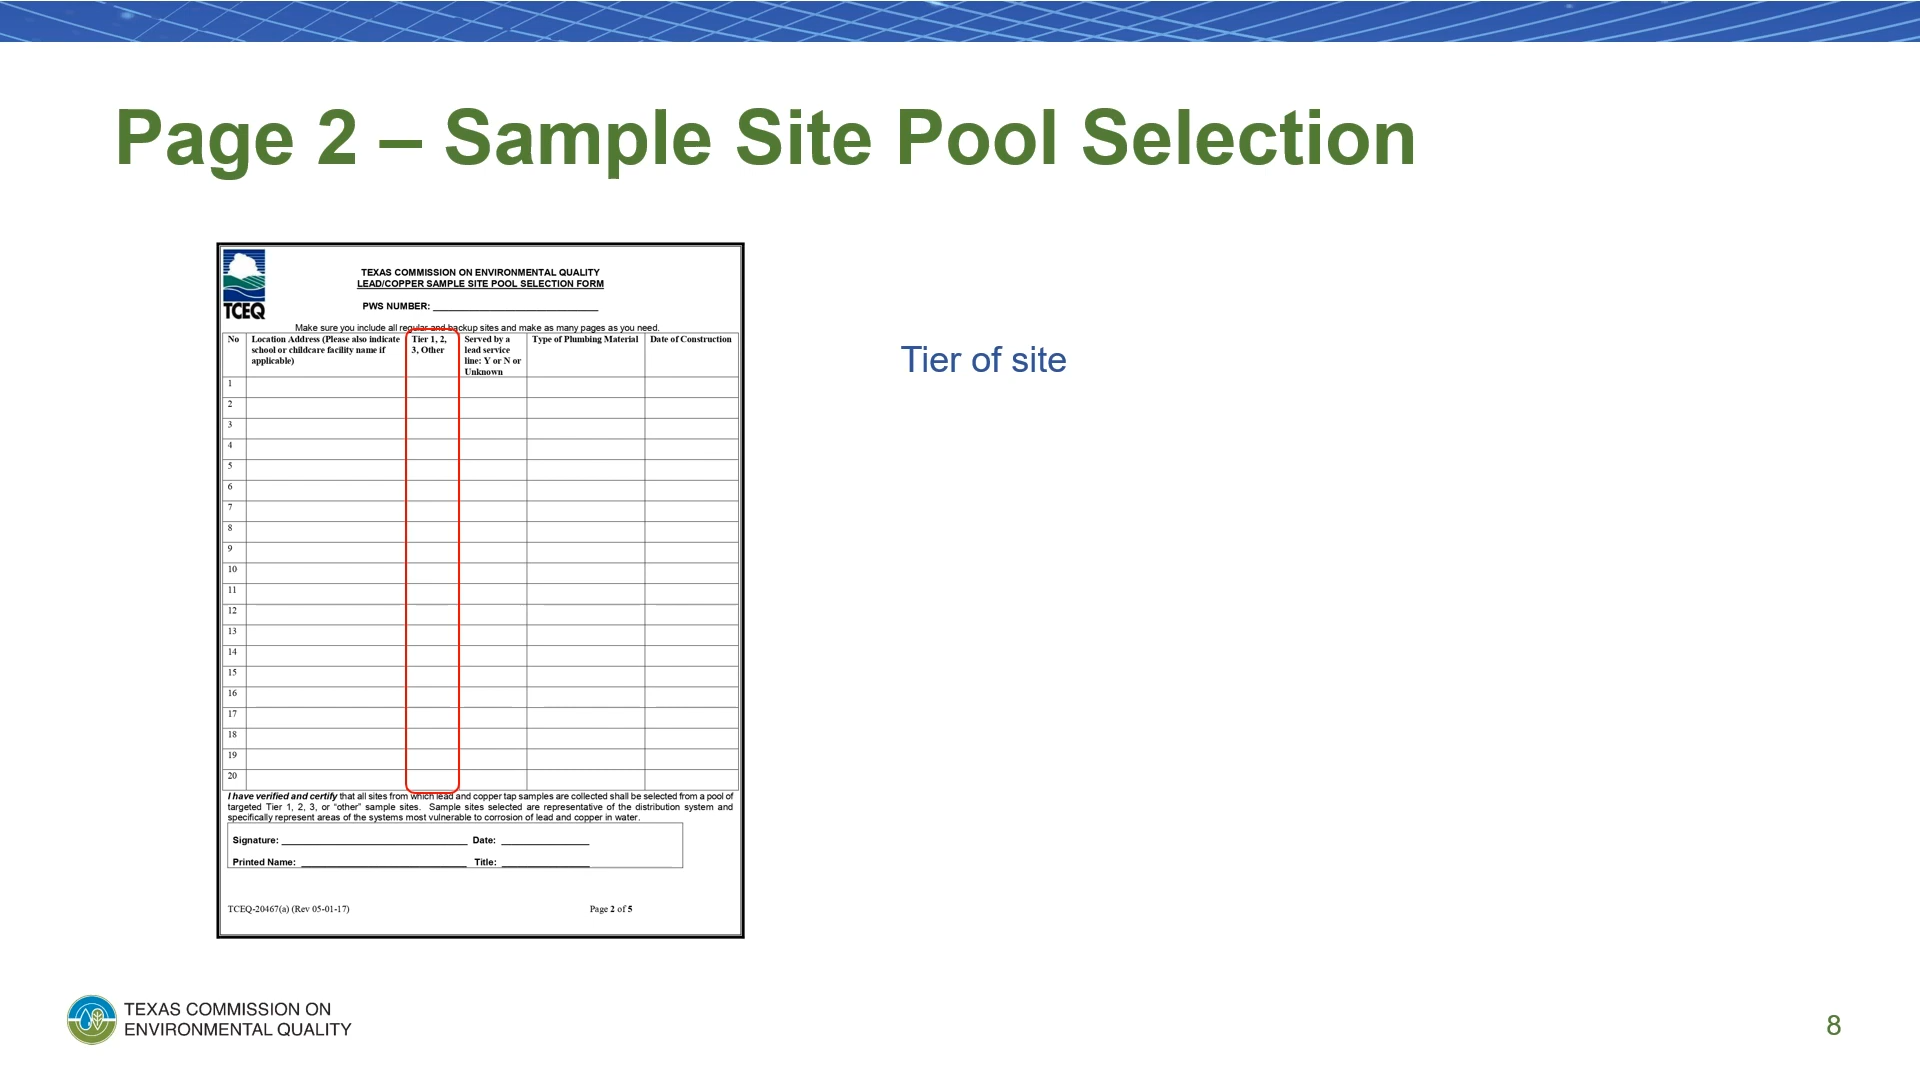 Page 2 – Sample Site Pool Selection
TCEQ
TEXAS COMMISSION ON ENVIRONMENTAL QUALITY
LEAD/COPPER SAMPLE SITE POOL SELECTION FORM
PWS NUMBER: ______________________________
Make sure you include all regular and backup sites and make as many pages as you need.
No
Location Address (Please also indicate
school or childcare facility name if
applicable)
Tier 1, 2,
3, Other
Served by a
lead service
line: Y or N or
Unknown
Type of Plumbing Material
Date of Construction
1
2
3
4
5
6
7
8
9
10
11
12
13
14
15
16
17
18
19
20
I have verified and certify that all sites from which lead and copper tap samples are collected shall be selected from a pool of
targeted Tier 1, 2, 3, or “other” sample sites. Sample sites selected are representative of the distribution system and
specifically represent areas of the systems most vulnerable to corrosion of lead and copper in water.
Signature: ___________________________________ Date: ________________
Printed Name: _______________________________ Title: ________________
TCEQ-20467(a) (Rev 05-01-17) Page 2 of 5
Tier of site
TEXAS COMMISSION ON
ENVIRONMENTAL QUALITY
8